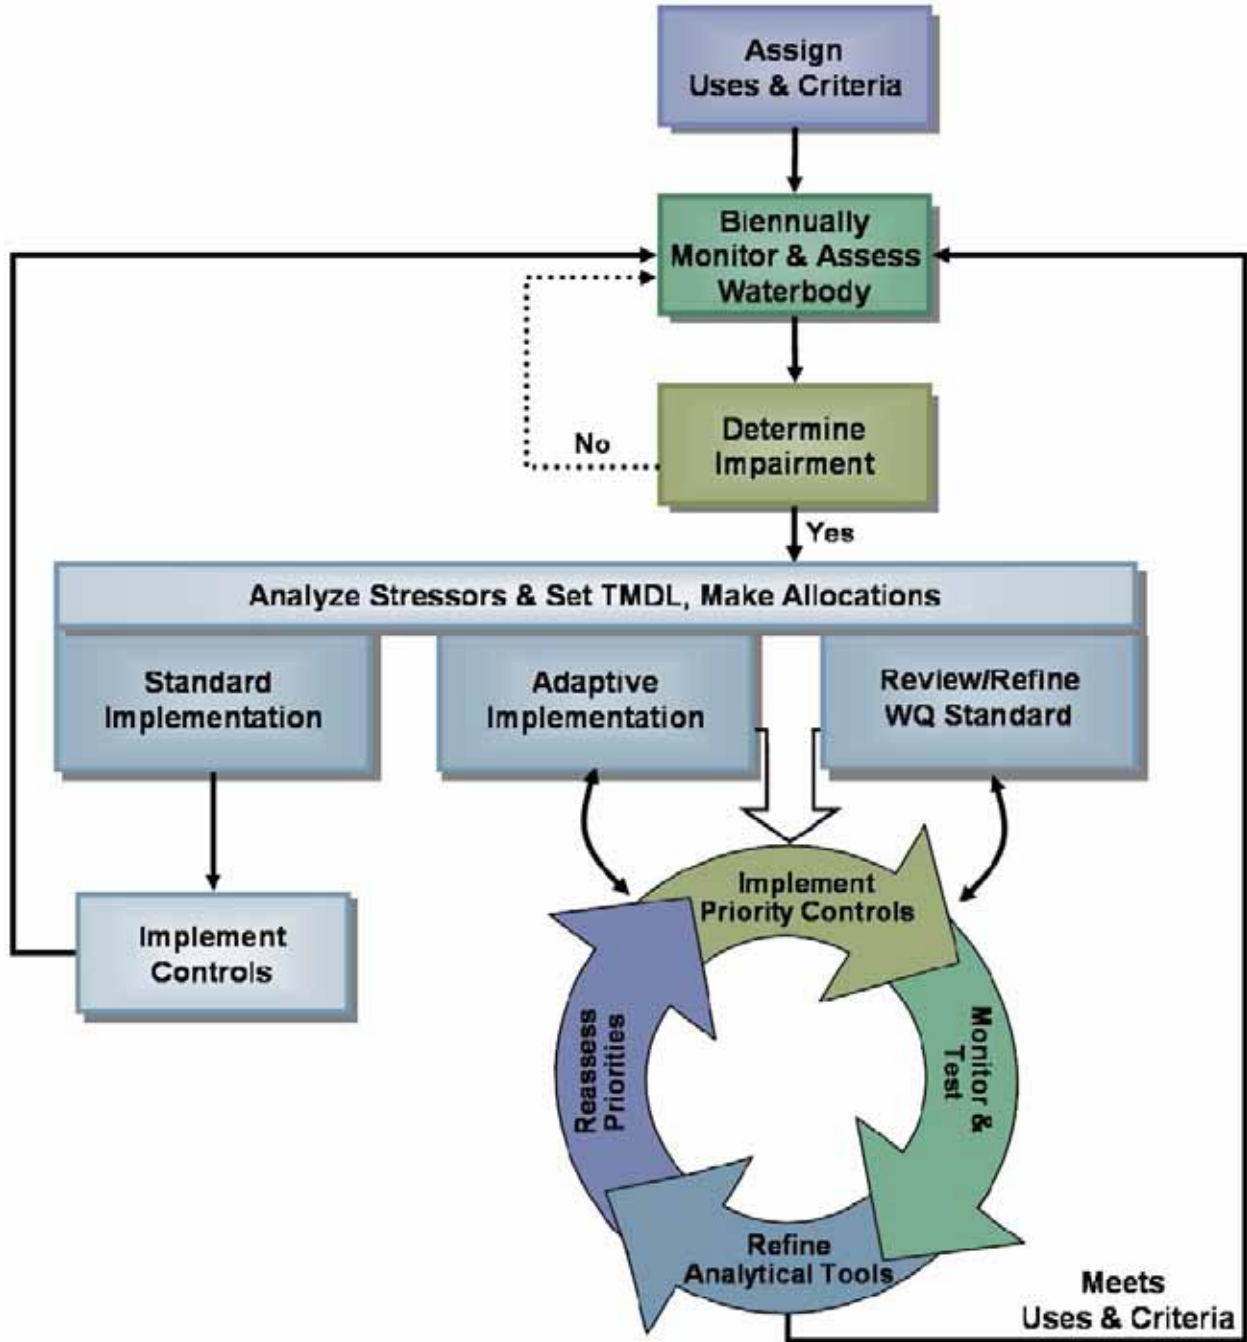 Assign
Uses & Criteria
Biennually
Monitor & Assess
Waterbody
Determine
Impairment
No
Yes
Analyze Stressors & Set TMDL, Make Allocations
Standard
Implementation
Adaptive
Implementation
Review/Refine
WQ Standard
Implement
Controls
Implement
Priority Controls
Monitor &
Test
Refine
Analytical Tools
Reassess
Priorities
Meets
Uses & Criteria